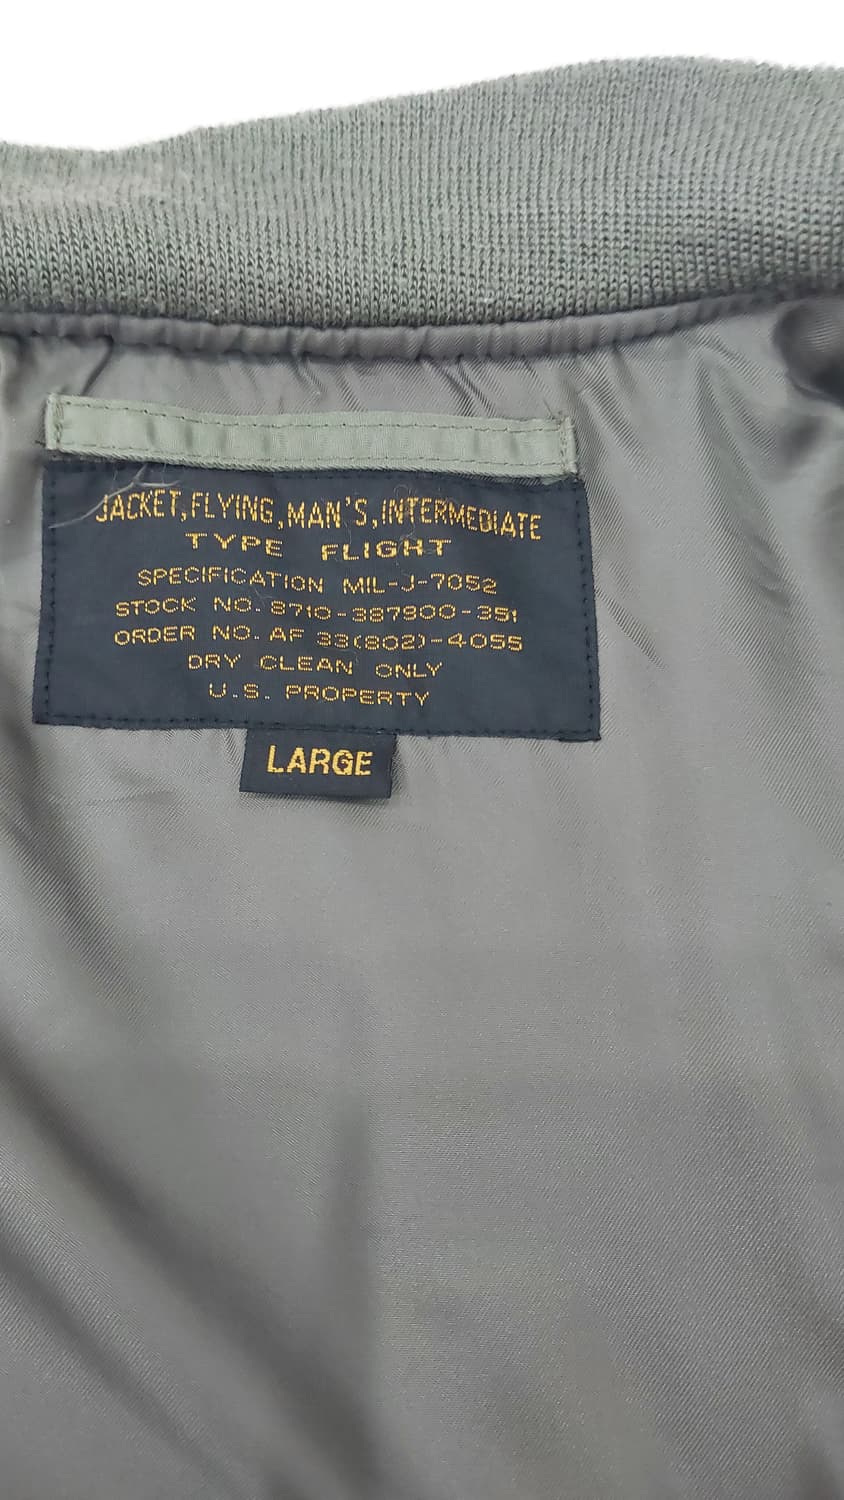 JACKET,FLYING,MAN'S,INTERMEDIATE
TYPE FLIGHT
SPECIFICATION MIL-J-7052
STOCK NO. 8710-387900-351
ORDER NO. AF 33(802)-4055
DRY CLEAN ONLY
U.S. PROPERTY
LARGE